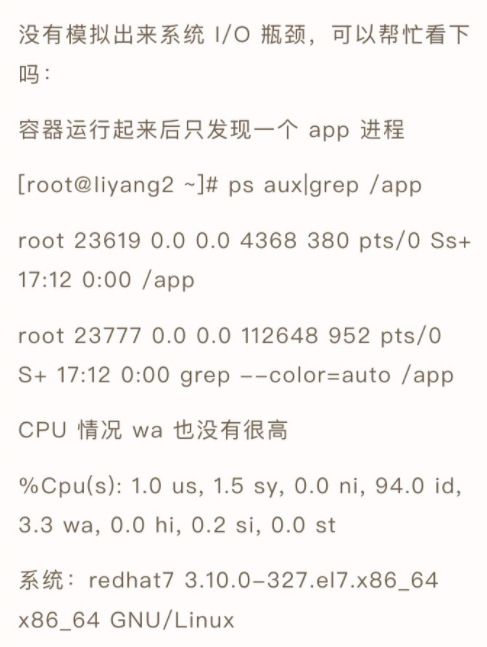 没有模拟出来系统 I/O 瓶颈，可以帮忙看下
吗：
容器运行起来后只发现一个 app 进程
[root@liyang2 ~]# ps aux|grep /app
root 23619 0.0 0.0 4368 380 pts/0 Ss+
17:12 0:00 /app
root 23777 0.0 0.0 112648 952 pts/0
S+ 17:12 0:00 grep --color=auto /app
CPU 情况 wa 也没有很高
%Cpu(s): 1.0 us, 1.5 sy, 0.0 ni, 94.0 id,
3.3 wa, 0.0 hi, 0.2 si, 0.0 st
系统：redhat7 3.10.0-327.el7.x86_64
x86_64 GNU/Linux